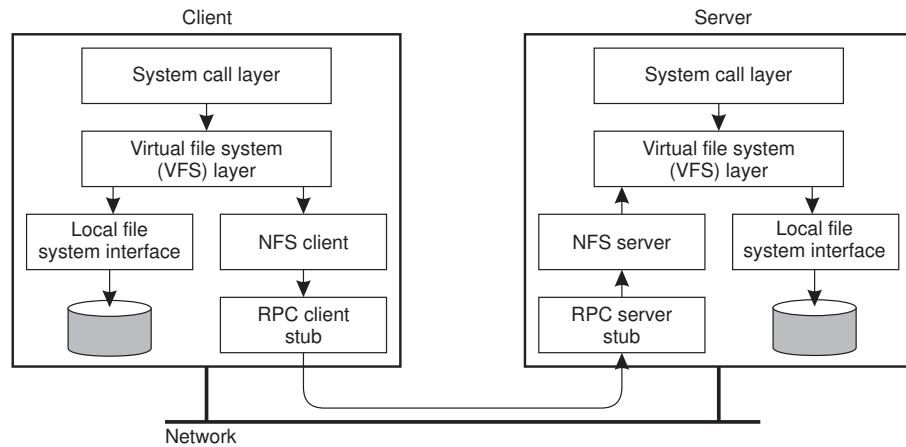 Client
Server
System call layer
System call layer
Virtual file system
(VFS) layer
Virtual file system
(VFS) layer
Local file
system interface
NFS client
NFS server
Local file
system interface
RPC client
stub
RPC server
stub
Network